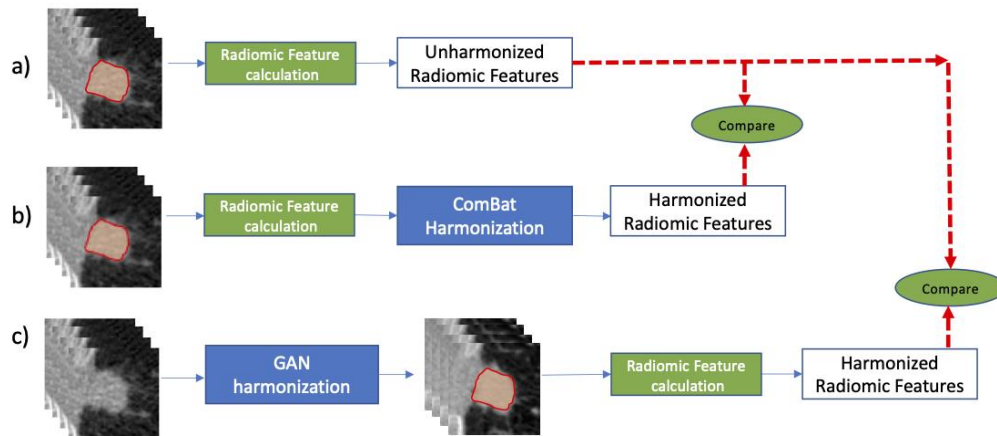 a)
Radiomic Feature
calculation
Unharmonized
Radiomic Features
Compare
b)
Radiomic Feature
calculation
ComBat
Harmonization
Harmonized
Radiomic Features
Compare
c)
GAN
harmonization
Radiomic Feature
calculation
Harmonized
Radiomic Features